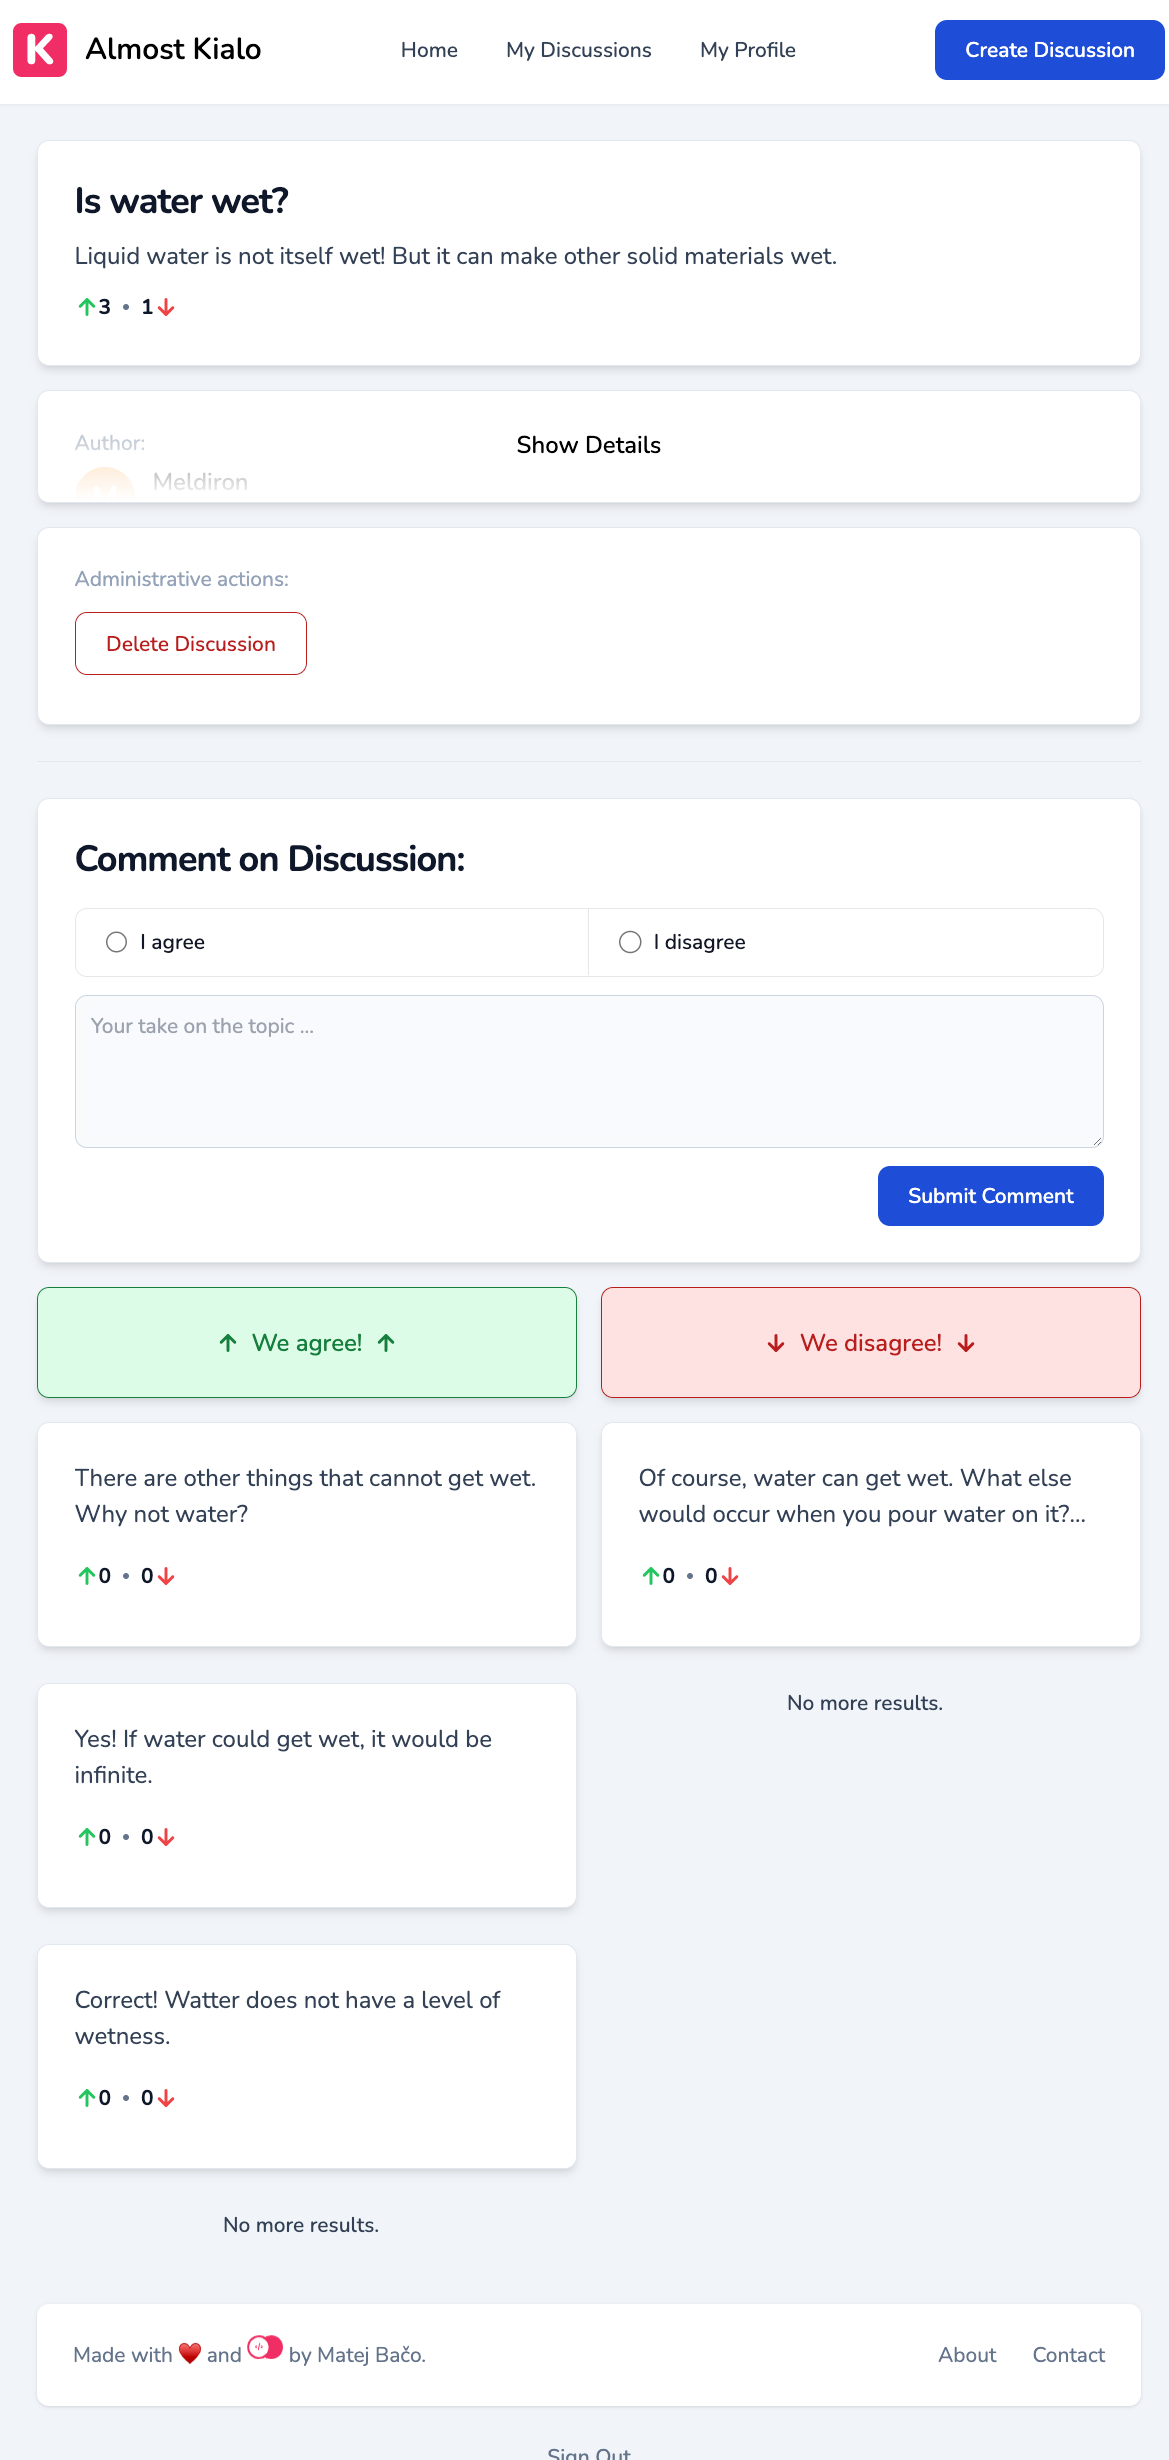 K Almost Kialo Home My Discussions My Profile Create Discussion
Is water wet?
Liquid water is not itself wet! But it can make other solid materials wet.
3 • 1
Author:
Show Details
Meldiron
Administrative actions:
Delete Discussion
Comment on Discussion:
I agree
I disagree
Your take on the topic ...
Submit Comment
We agree!
There are other things that cannot get wet.
Why not water?
0 • 0
Yes! If water could get wet, it would be
infinite.
0 • 0
Correct! Watter does not have a level of
wetness.
0 • 0
No more results.
We disagree!
Of course, water can get wet. What else
would occur when you pour water on it?...
0 • 0
No more results.
Made with ❤️ and by Matej Bačo.
About Contact
Sign Out